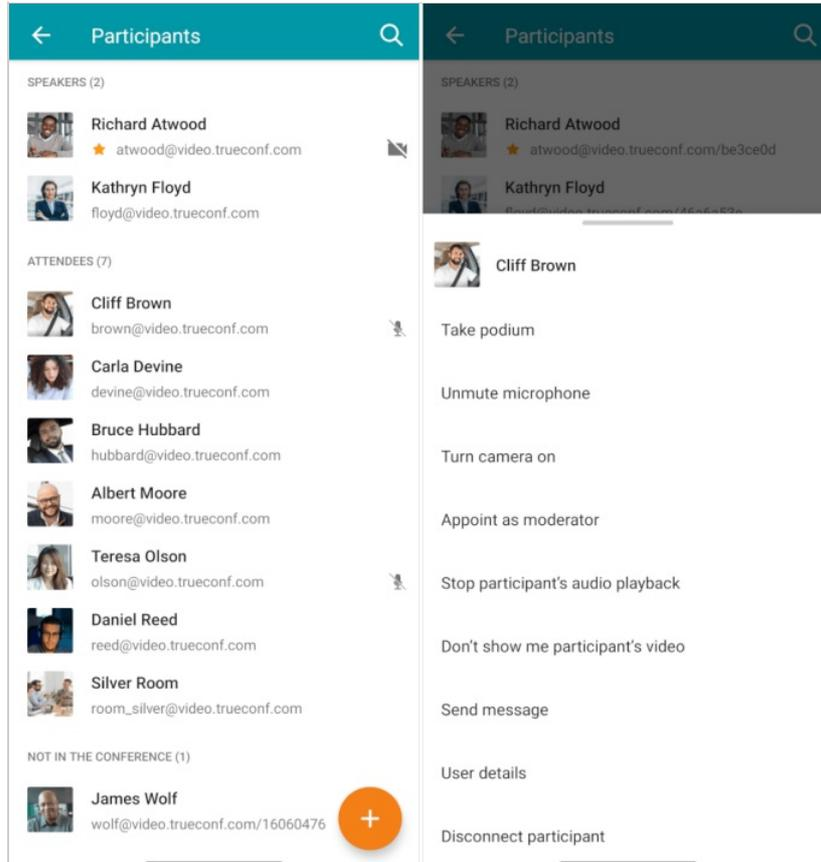 Participants
SPEAKERS (2)
Richard Atwood
atwood@video.trueconf.com
Kathryn Floyd
floyd@video.trueconf.com
ATTENDEES (7)
Cliff Brown
brown@video.trueconf.com
Carla Devine
devine@video.trueconf.com
Bruce Hubbard
hubbard@video.trueconf.com
Albert Moore
moore@video.trueconf.com
Teresa Olson
olson@video.trueconf.com
Daniel Reed
reed@video.trueconf.com
Silver Room
room_silver@video.trueconf.com
NOT IN THE CONFERENCE (1)
James Wolf
wolf@video.trueconf.com/16060476
Participants
SPEAKERS (2)
Richard Atwood
atwood@video.trueconf.com/be3ce0d
Kathryn Floyd
Cliff Brown
Take podium
Unmute microphone
Turn camera on
Appoint as moderator
Stop participant's audio playback
Don't show me participant's video
Send message
User details
Disconnect participant